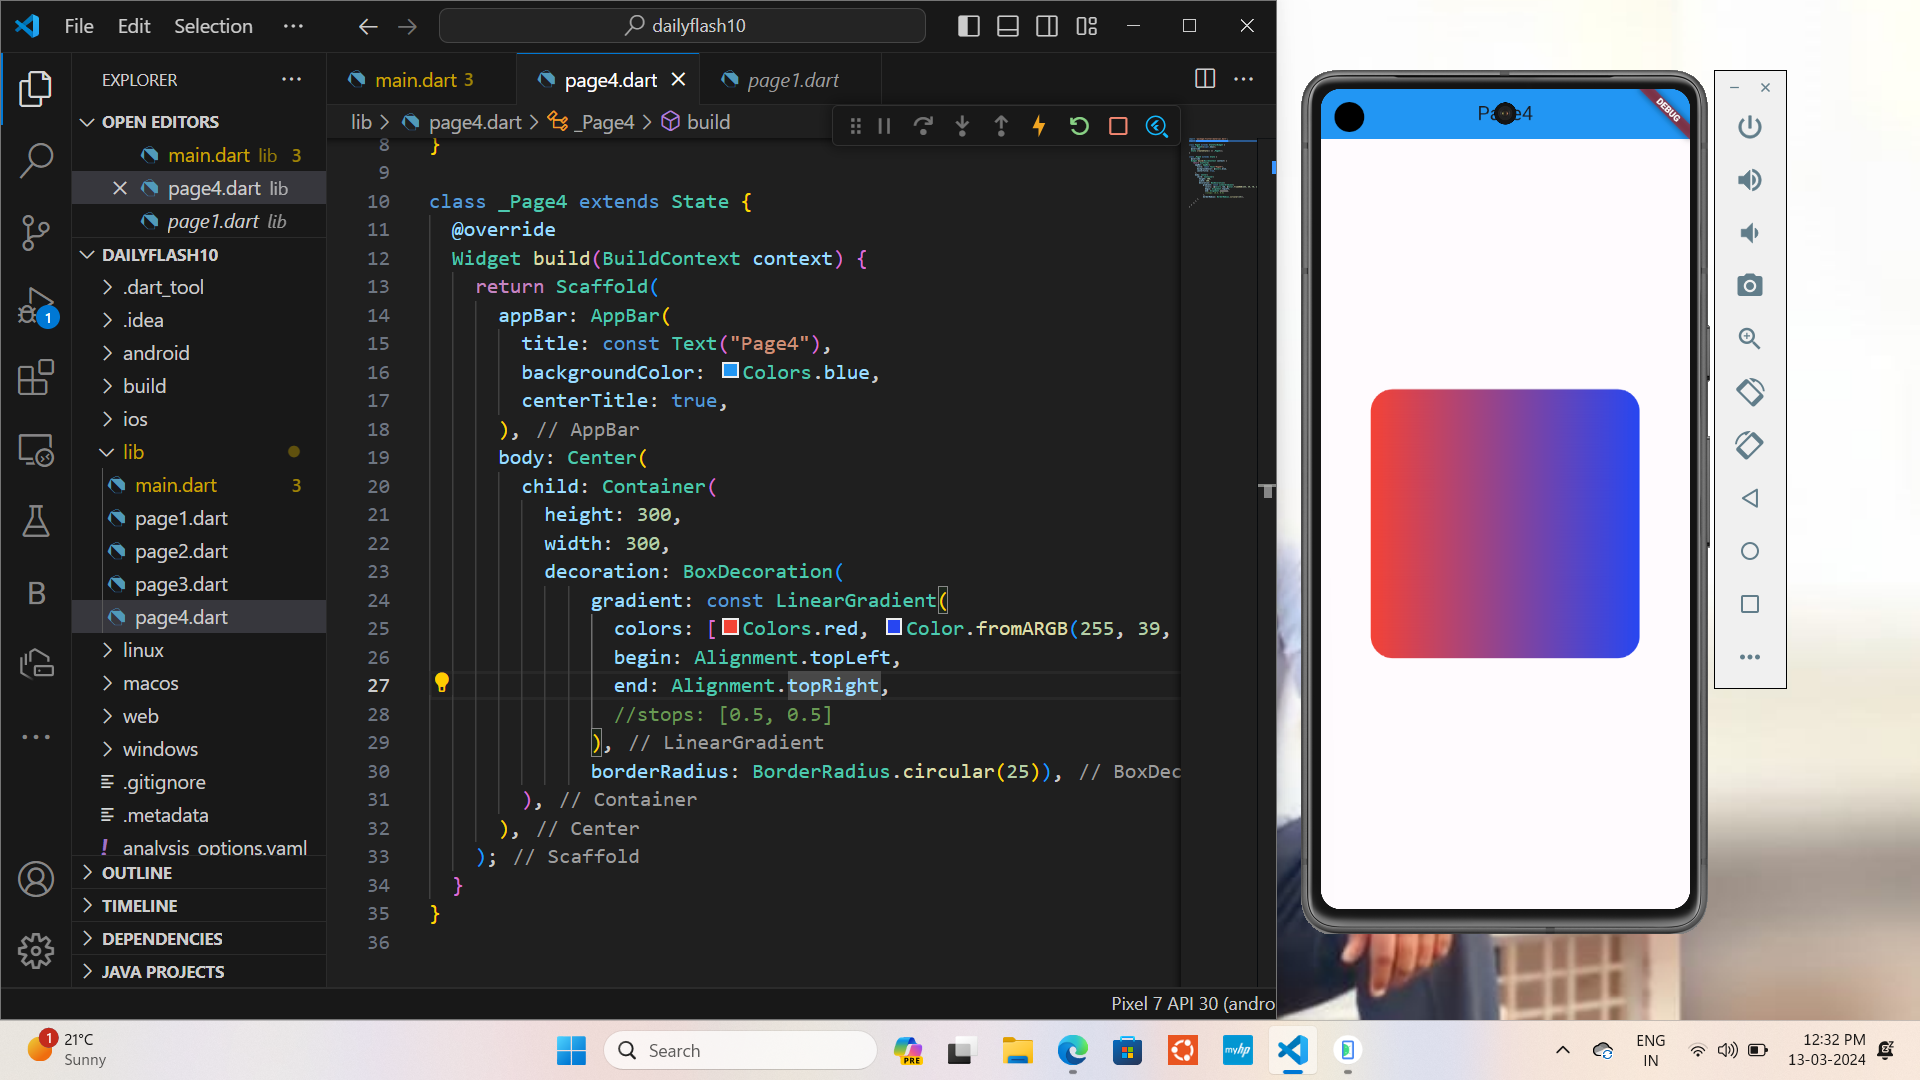 File Edit Selection ··· dailyflash10
EXPLORER
OPEN EDITORS
main.dart lib 3
page4.dart lib
page1.dart lib
DAILYFLASH10
.dart_tool
.idea
android
build
ios
lib
main.dart 3
page1.dart
page2.dart
page3.dart
page4.dart
linux
macos
web
windows
.gitignore
.metadata
analysis_options.yaml
OUTLINE
TIMELINE
DEPENDENCIES
JAVA PROJECTS
1
B
main.dart 3 page4.dart page1.dart
lib > page4.dart > _Page4 > build
8 }
9
10 class _Page4 extends State {
11 @override
12 Widget build(BuildContext context) {
13 return Scaffold(
14 appBar: AppBar(
15 title: const Text("Page4"),
16 backgroundColor: Colors.blue,
17 centerTitle: true,
18 ), // AppBar
19 body: Center(
20 child: Container(
21 height: 300,
22 width: 300,
23 decoration: BoxDecoration(
24 gradient: const LinearGradient(
25 colors: [Colors.red, Color.fromARGB(255, 39,
26 begin: Alignment.topLeft,
27 end: Alignment.topRight,
28 //stops: [0.5, 0.5]
29 ), // LinearGradient
30 borderRadius: BorderRadius.circular(25)), // BoxDec
31 ), // Container
32 ), // Center
33 ); // Scaffold
34 }
35 }
36
Pixel 7 API 30 (andro
Page4
DEBUG
1
21°C
Sunny
Search
PRE
myhp
ENG
IN
12:32 PM
13-03-2024